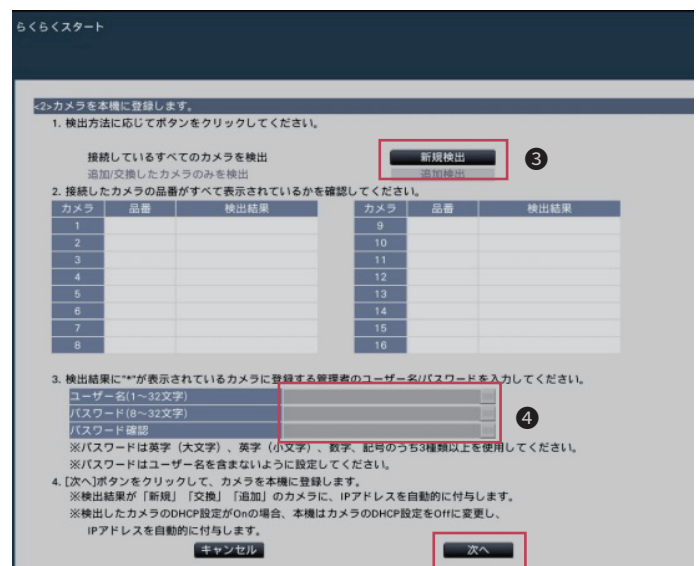 らくらくスタート
<2>カメラを本機に登録します。
1. 検出方法に応じてボタンをクリックしてください。
接続しているすべてのカメラを検出 新規検出 ❸
追加/交換したカメラのみを検出 追加検出
2. 接続したカメラの品番がすべて表示されているかを確認してください。
カメラ 品番 検出結果 カメラ 品番 検出結果
1 9
2 10
3 11
4 12
5 13
6 14
7 15
8 16
3. 検出結果に"*"が表示されているカメラに登録する管理者のユーザー名/パスワードを入力してください。
ユーザー名(1~32文字)
パスワード(8~32文字) ❹
パスワード確認
※パスワードは英字（大文字）、英字（小文字）、数字、記号のうち3種類以上を使用してください。
※パスワードはユーザー名を含まないように設定してください。
4. [次へ]ボタンをクリックして、カメラを本機に登録します。
※検出結果が「新規」「交換」「追加」のカメラに、IPアドレスを自動的に付与します。
※検出したカメラのDHCP設定がOnの場合、本機はカメラのDHCP設定をOffに変更し、
IPアドレスを自動的に付与します。
キャンセル 次へ